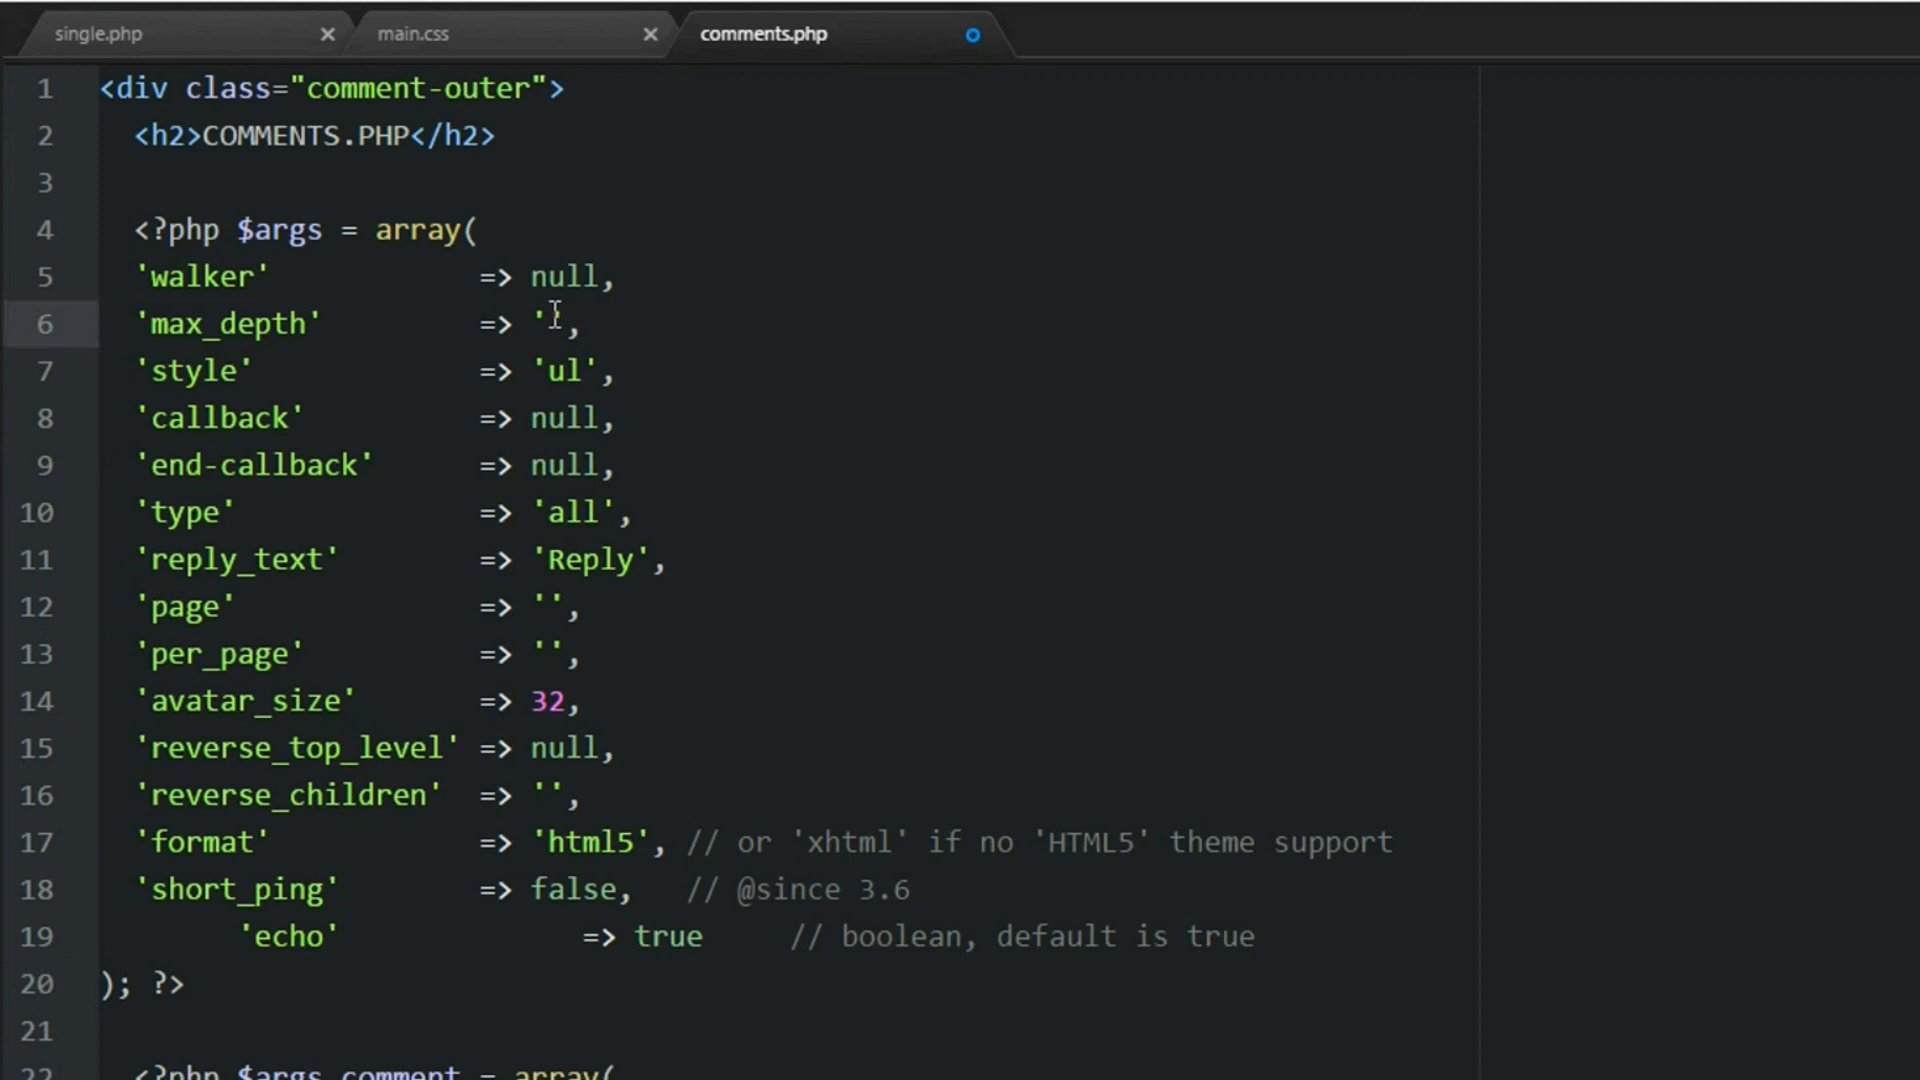 single.php
main.css
comments.php
1 <div class="comment-outer">
2 <h2>COMMENTS.PHP</h2>
3
4 <?php $args = array(
5 'walker' => null,
6 'max_depth' => '',
7 'style' => 'ul',
8 'callback' => null,
9 'end-callback' => null,
10 'type' => 'all',
11 'reply_text' => 'Reply',
12 'page' => '',
13 'per_page' => '',
14 'avatar_size' => 32,
15 'reverse_top_level' => null,
16 'reverse_children' => '',
17 'format' => 'html5', // or 'xhtml' if no 'HTML5' theme support
18 'short_ping' => false, // @since 3.6
19 'echo' => true // boolean, default is true
20 ); ?>
21
22 <?php $args_comment = array(